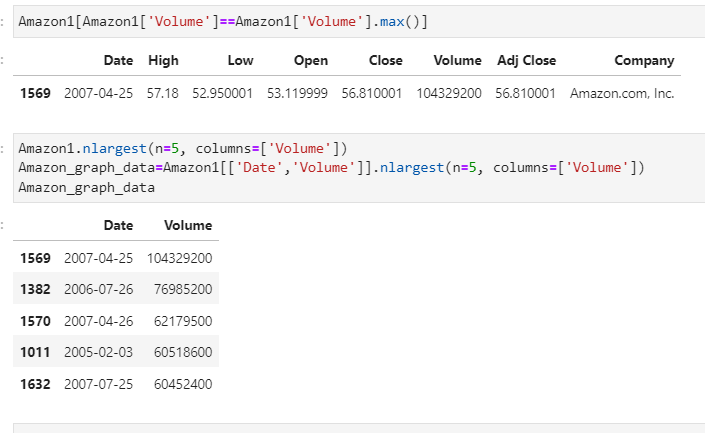 Amazon1[Amazon1['Volume']==Amazon1['Volume'].max()]
Date High Low Open Close Volume Adj Close Company
1569 2007-04-25 57.18 52.950001 53.119999 56.810001 104329200 56.810001 Amazon.com, Inc.
Amazon1.nlargest(n=5, columns=['Volume'])
Amazon_graph_data=Amazon1[['Date','Volume']].nlargest(n=5, columns=['Volume'])
Amazon_graph_data
Date Volume
1569 2007-04-25 104329200
1382 2006-07-26 76985200
1570 2007-04-26 62179500
1011 2005-02-03 60518600
1632 2007-07-25 60452400